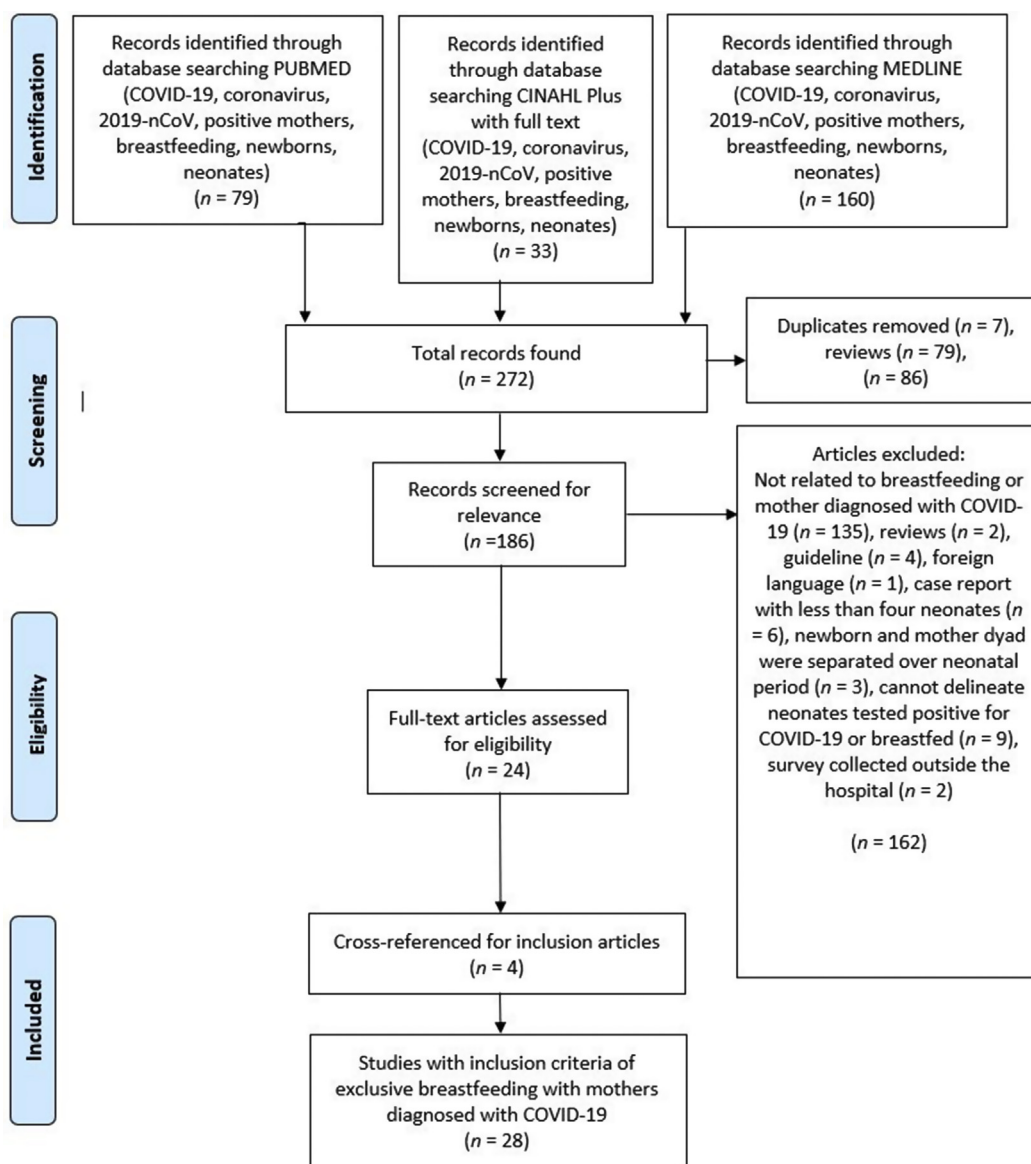 Identification
Records identified through
database searching PUBMED
(COVID-19, coronavirus,
2019-nCoV, positive mothers,
breastfeeding, newborns,
neonates)
(n = 79)
Records identified
through database
searching CINAHL Plus
with full text
(COVID-19, coronavirus,
2019-nCoV, positive
mothers, breastfeeding,
newborns, neonates)
(n = 33)
Records identified through
database searching MEDLINE
(COVID-19, coronavirus,
2019-nCoV, positive mothers,
breastfeeding, newborns,
neonates)
(n = 160)
Screening
Total records found
(n = 272)
Duplicates removed (n = 7),
reviews (n = 79),
(n = 86)
Records screened for
relevance
(n =186)
Articles excluded:
Not related to breastfeeding or
mother diagnosed with COVID-
19 (n = 135), reviews (n = 2),
guideline (n = 4), foreign
language (n = 1), case report
with less than four neonates (n
= 6), newborn and mother dyad
were separated over neonatal
period (n = 3), cannot delineate
neonates tested positive for
COVID-19 or breastfed (n = 9),
survey collected outside the
hospital (n = 2)
(n = 162)
Eligibility
Full-text articles assessed
for eligibility
(n = 24)
Included
Cross-referenced for inclusion articles
(n = 4)
Studies with inclusion criteria of
exclusive breastfeeding with mothers
diagnosed with COVID-19
(n = 28)